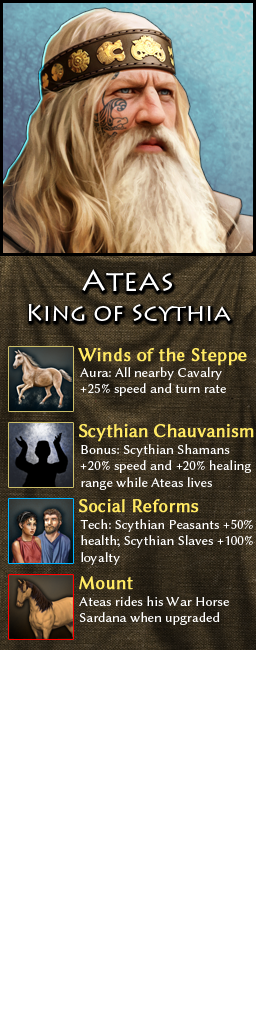 Ateas
King of Scythia
Winds of the Steppe
Aura: All nearby Cavalry
+25% speed and turn rate
Scythian Chauvanism
Bonus: Scythian Shamans
+20% speed and +20% healing
range while Ateas lives
Social Reforms
Tech: Scythian Peasants +50%
health; Scythian Slaves +100%
loyalty
Mount
Ateas rides his War Horse
Sardana when upgraded